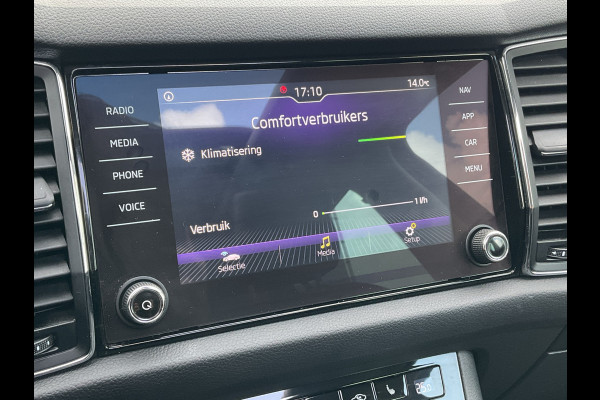 17:10
14.0℃
Comfortverbruikers
Klimatisering
Verbruik
0
1 l/h
Selectie
Media
Setup
RADIO
MEDIA
PHONE
VOICE
NAV
APP
CAR
MENU